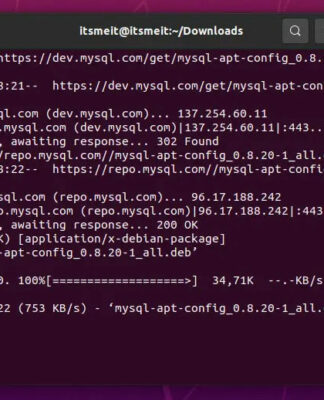 itsmeit@itsmeit:~/Downloads
https://dev.mysql.com/get/mysql-apt-config_0.8.
3:21-- https://dev.mysql.com/get/mysql-apt-conf
ql.com (dev.mysql.com)... 137.254.60.11
.mysql.com (dev.mysql.com)|137.254.60.11|:443..
, awaiting response... 302 Found
/repo.mysql.com//mysql-apt-config_0.8.20-1_all.
3:22-- https://repo.mysql.com//mysql-apt-config
sql.com (repo.mysql.com)... 96.17.188.242
o.mysql.com (repo.mysql.com)|96.17.188.242|:443
, awaiting response... 200 OK
K) [application/x-debian-package]
apt-config_0.8.20-1_all.deb’
0. 100%[===================>] 34,71K --.-KB/s
22 (753 KB/s) - ‘mysql-apt-config_0.8.20-1_all.